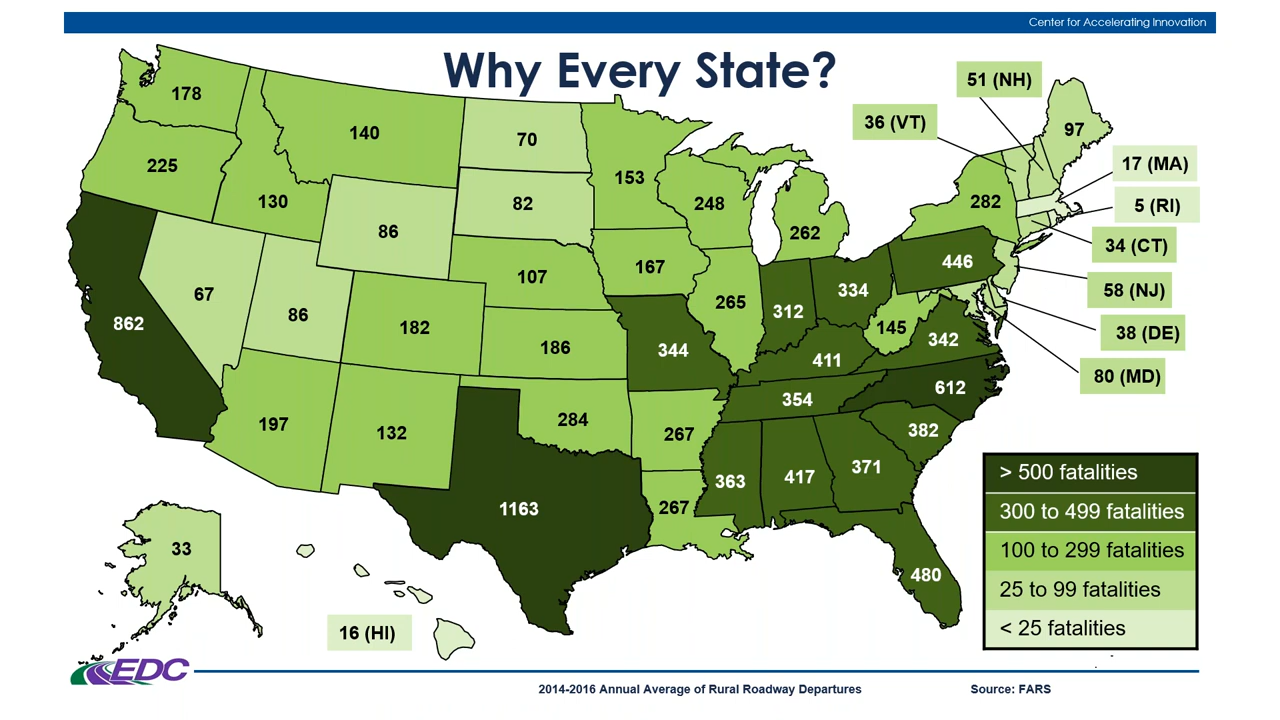 Center for Accelerating Innovation
Why Every State?
51 (NH)
36 (VT)
97
17 (MA)
5 (RI)
34 (CT)
58 (NJ)
38 (DE)
80 (MD)
178
140
70
153
225
130
86
82
248
262
282
446
67
86
107
167
265
312
334
145
342
862
182
186
344
411
612
197
132
284
267
354
382
1163
267
363
417
371
480
33
16 (HI)
> 500 fatalities
300 to 499 fatalities
100 to 299 fatalities
25 to 99 fatalities
< 25 fatalities
EDC
2014-2016 Annual Average of Rural Roadway Departures
Source: FARS